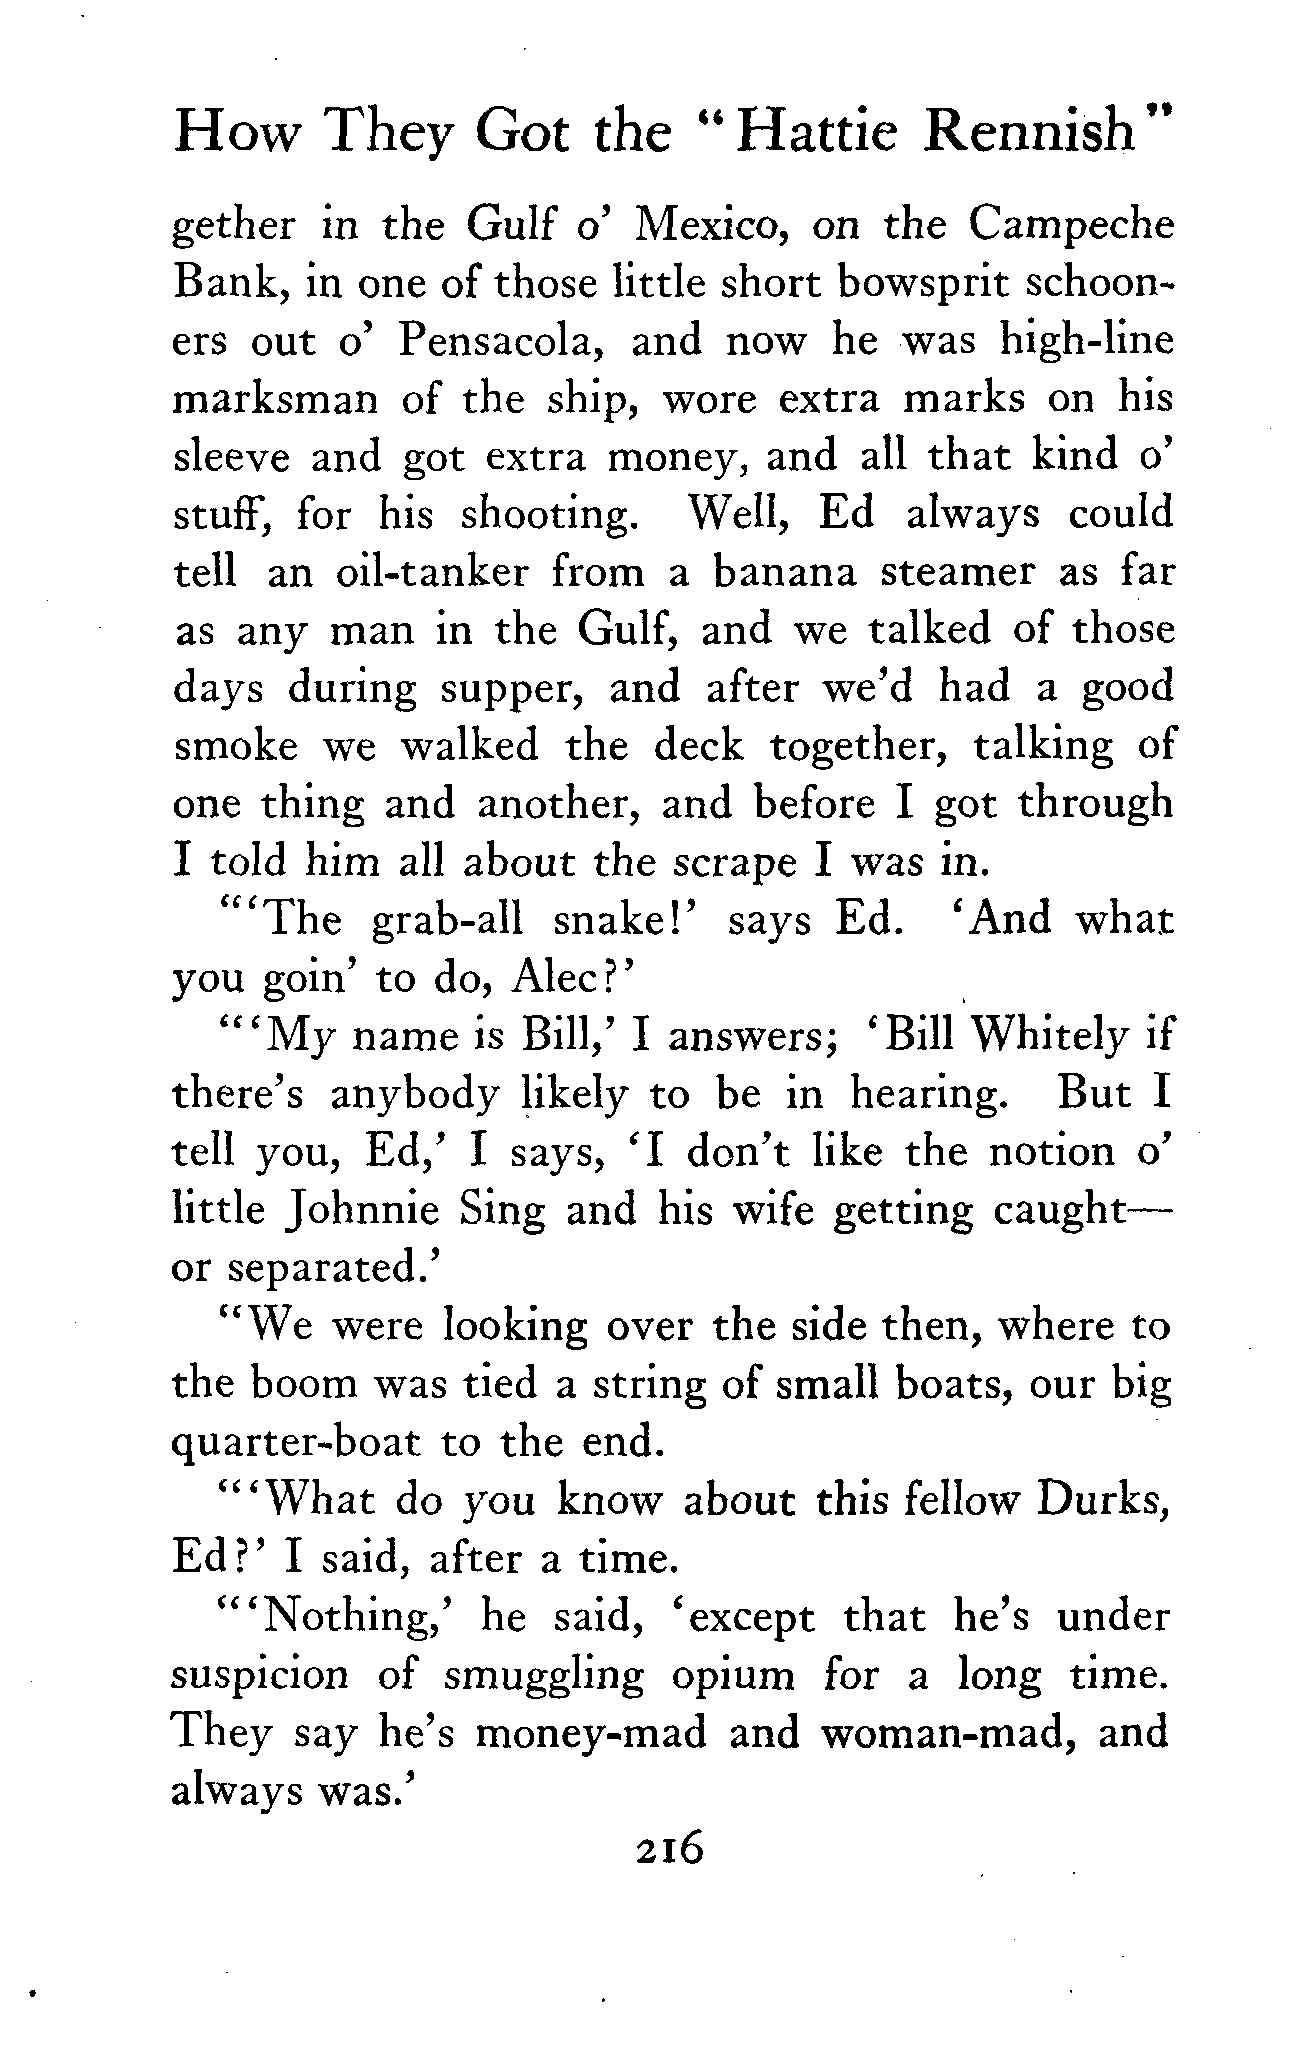 How They Got the "Hattie Rennish"
gether in the Gulf o' Mexico, on the Campeche
Bank, in one of those little short bowsprit schoon-
ers out o' Pensacola, and now he was high-line
marksman of the ship, wore extra marks on his
sleeve and got extra money, and all that kind o'
stuff, for his shooting. Well, Ed always could
tell an oil-tanker from a banana steamer as far
as any man in the Gulf, and we talked of those
days during supper, and after we'd had a good
smoke we walked the deck together, talking of
one thing and another, and before I got through
I told him all about the scrape I was in.
"'The grab-all snake!' says Ed. 'And what
you goin' to do, Alec?'
"'My name is Bill,' I answers; 'Bill Whitely if
there's anybody likely to be in hearing. But I
tell you, Ed,' I says, 'I don't like the notion o'
little Johnnie Sing and his wife getting caught—
or separated.'
"We were looking over the side then, where to
the boom was tied a string of small boats, our big
quarter-boat to the end.
"'What do you know about this fellow Durks,
Ed?' I said, after a time.
"'Nothing,' he said, 'except that he's under
suspicion of smuggling opium for a long time.
They say he's money-mad and woman-mad, and
always was.'
216